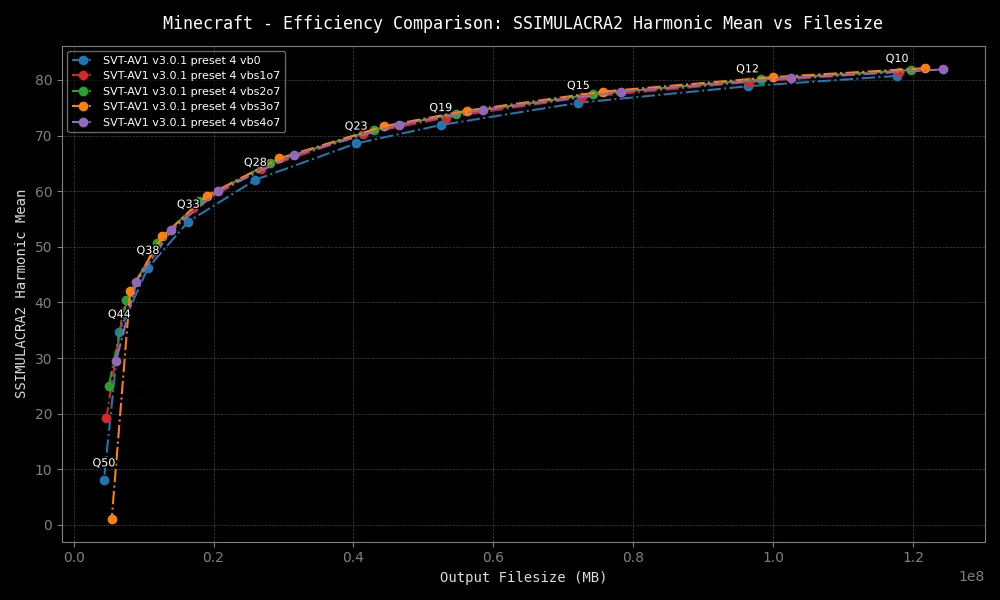 Minecraft - Efficiency Comparison: SSIMULACRA2 Harmonic Mean vs Filesize
SVT-AV1 v3.0.1 preset 4 vb0
SVT-AV1 v3.0.1 preset 4 vbs1o7
SVT-AV1 v3.0.1 preset 4 vbs2o7
SVT-AV1 v3.0.1 preset 4 vbs3o7
SVT-AV1 v3.0.1 preset 4 vbs4o7
Q10
Q12
Q15
Q19
Q23
Q28
Q33
Q38
Q44
Q50
SSIMULACRA2 Harmonic Mean
80
70
60
50
40
30
20
10
0
0.0 0.2 0.4 0.6 0.8 1.0 1.2
1e8
Output Filesize (MB)